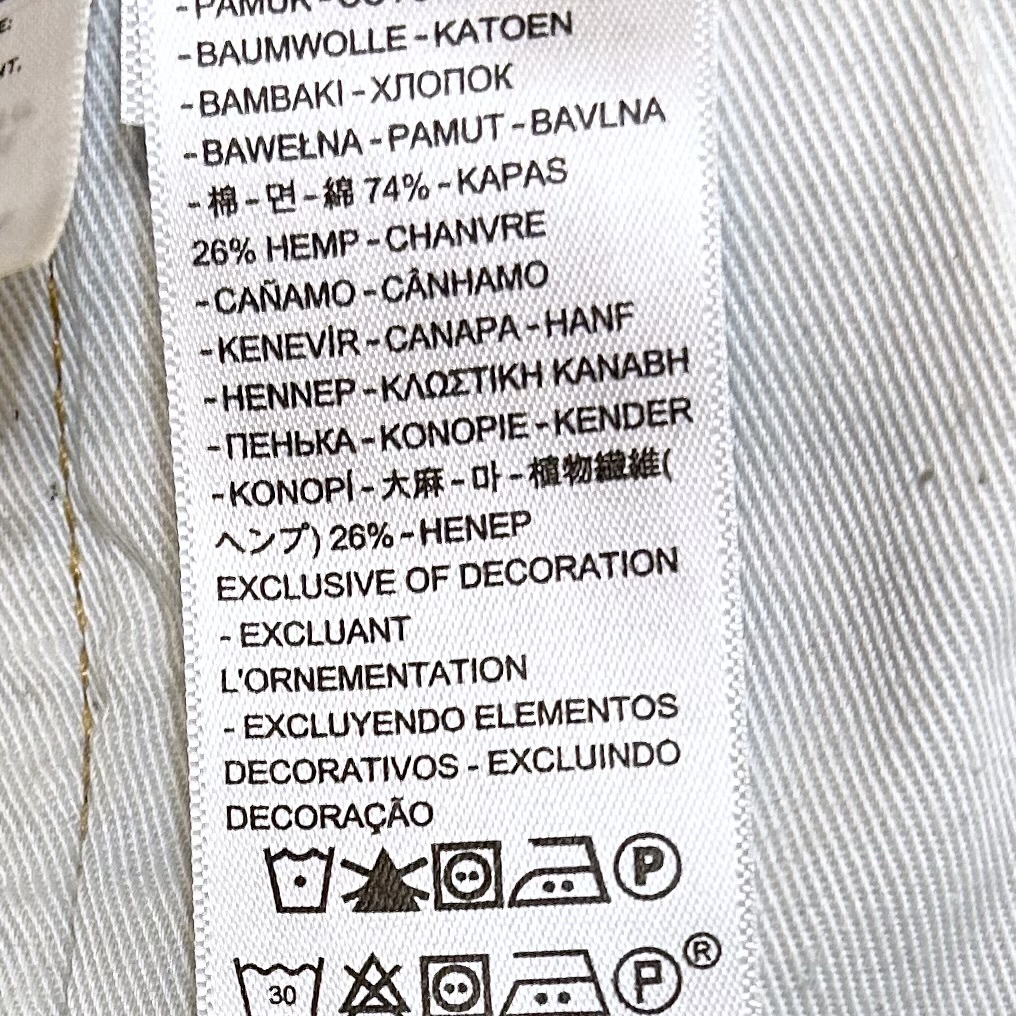 E:
NT.
-PAMUK-
-BAUMWOLLE-KATOEN
-BAMBAKI-ХЛОПОК
-BAWEŁNA-PAMUT-BAVLNA
-棉-면-綿 74%-KAPAS
26% HEMP-CHANVRE
-CAÑAMO-CÂNHAMO
-KENEVİR-CANAPA-HANF
-HENNEP-ΚΛΩΣΤΙΚΗ ΚΑΝΑΒΗ
-ПЕНЬКА-KONOPIE-KENDER
-KONOPÍ-大麻-마-植物繊維(
ヘンプ) 26%-HENEP
EXCLUSIVE OF DECORATION
- EXCLUANT
L'ORNEMENTATION
- EXCLUYENDO ELEMENTOS
DECORATIVOS - EXCLUINDO
DECORAÇÃO
P
30 P ®